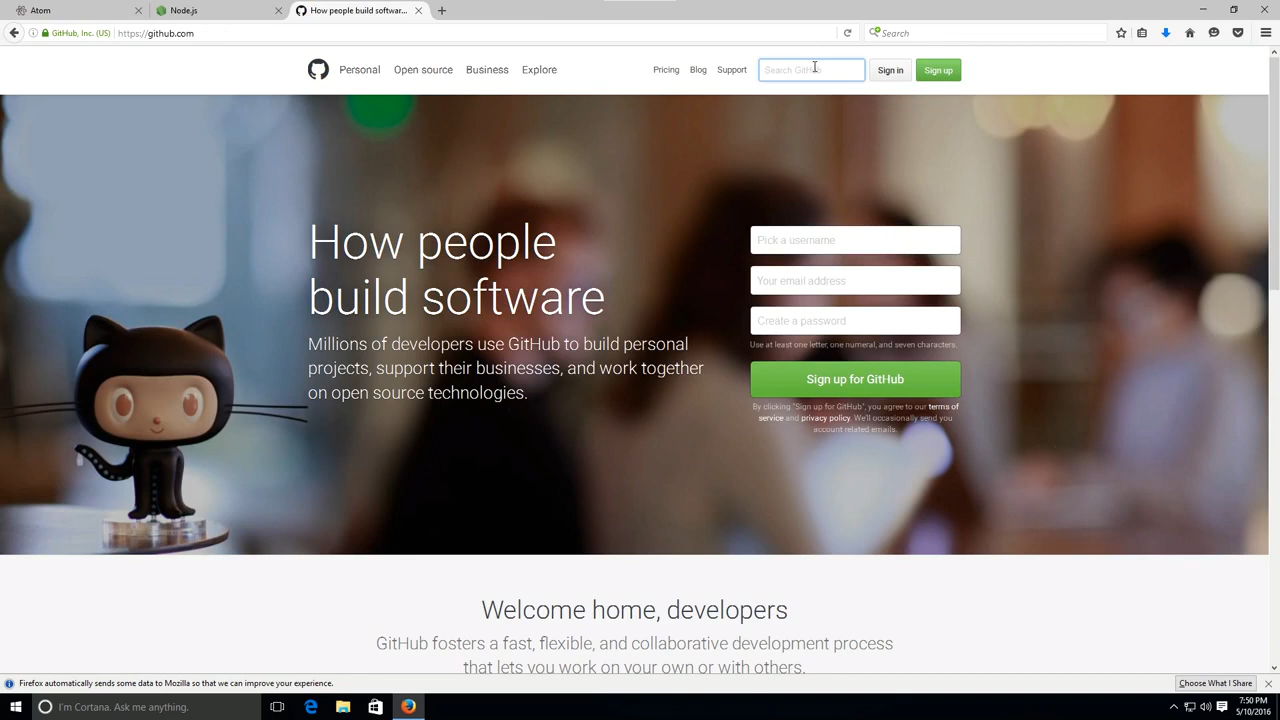 Atom
Node.js
How people build softwar...
GitHub, Inc. (US)
https://github.com
Search
Personal
Open source
Business
Explore
Pricing
Blog
Support
Search GitHub
Sign in
Sign up
How people
build software
Millions of developers use GitHub to build personal
projects, support their businesses, and work together
on open source technologies.
Pick a username
Your email address
Create a password
Use at least one letter, one numeral, and seven characters.
Sign up for GitHub
By clicking "Sign up for GitHub", you agree to our terms of
service and privacy policy. We'll occasionally send you
account related emails.
Welcome home, developers
GitHub fosters a fast, flexible, and collaborative development process
that lets you work on your own or with others.
Firefox automatically sends some data to Mozilla so that we can improve your experience.
Choose What I Share
I'm Cortana. Ask me anything.
7:50 PM
5/10/2016